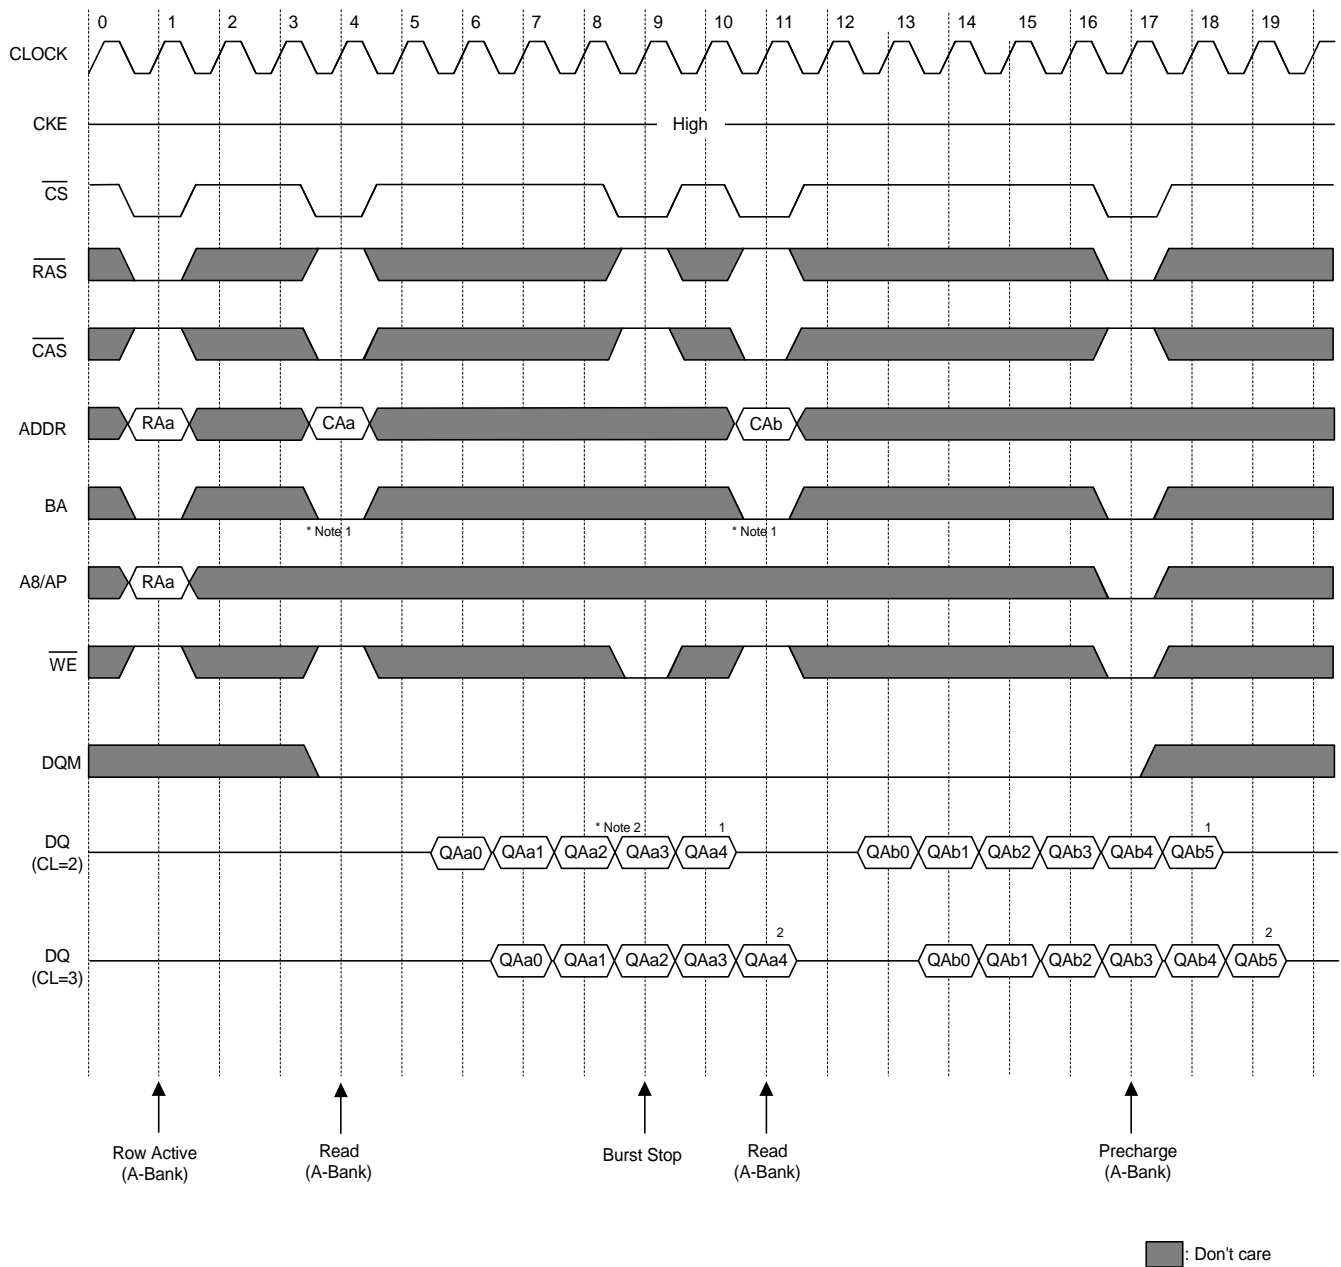 0 1 2 3 4 5 6 7 8 9 10 11 12 13 14 15 16 17 18 19
CLOCK
CKE High
CS
RAS
CAS
ADDR RAa CAa CAb
BA
* Note 1 * Note 1
A8/AP RAa
WE
DQM
* Note 2 1 1
DQ
(CL=2) QAa0 QAa1 QAa2 QAa3 QAa4 QAb0 QAb1 QAb2 QAb3 QAb4 QAb5
2 2
DQ
(CL=3) QAa0 QAa1 QAa2 QAa3 QAa4 QAb0 QAb1 QAb2 QAb3 QAb4 QAb5
Row Active
(A-Bank)
Read
(A-Bank)
Burst Stop
Read
(A-Bank)
Precharge
(A-Bank)
: Don't care